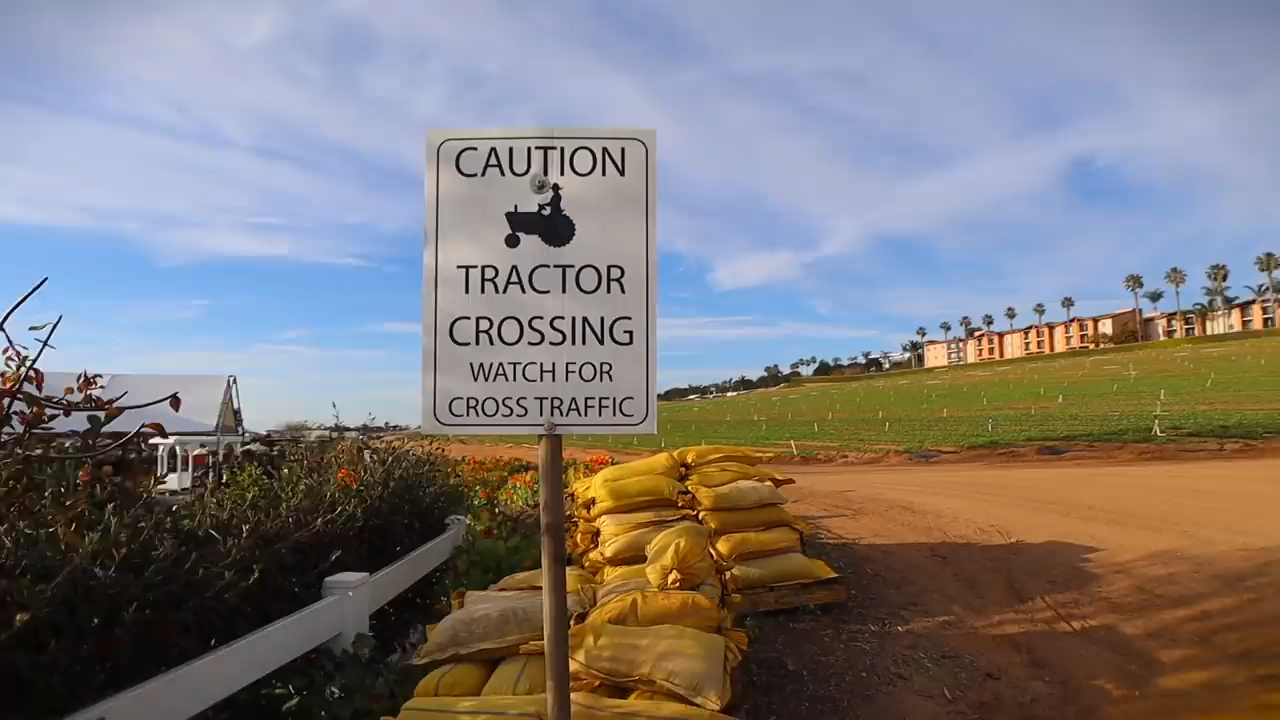 CAUTION
TRACTOR
CROSSING
WATCH FOR
CROSS TRAFFIC